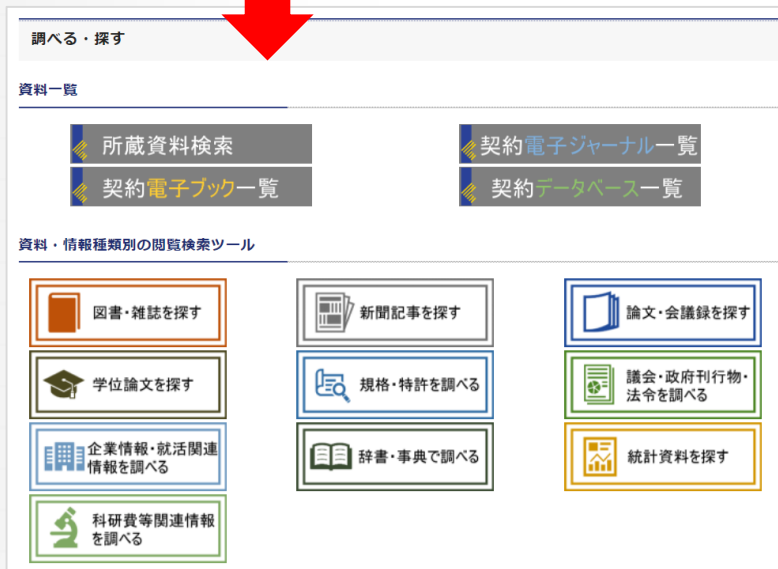 調べる・探す
資料一覧
所蔵資料検索
契約電子ジャーナル一覧
契約電子ブック一覧
契約データベース一覧
資料・情報種類別の閲覧検索ツール
図書・雑誌を探す
新聞記事を探す
論文・会議録を探す
学位論文を探す
規格・特許を調べる
議会・政府刊行物・
法令を調べる
企業情報・就活関連
情報を調べる
辞書・事典で調べる
統計資料を探す
科研費等関連情報
を調べる